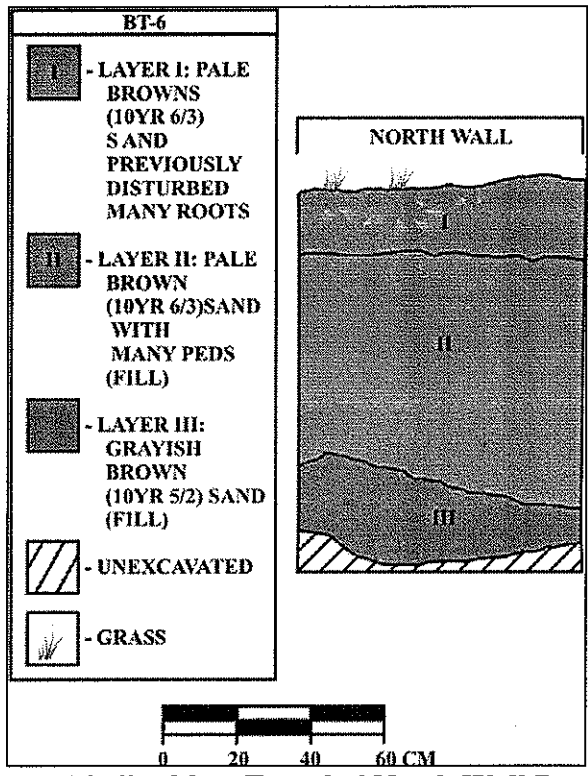 BT-6
I
- LAYER I: PALE
BROWNS
(10YR 6/3)
SAND
PREVIOUSLY
DISTURBED
MANY ROOTS
II
- LAYER II: PALE
BROWN
(10YR 6/3)SAND
WITH
MANY PEDS
(FILL)
- LAYER III:
GRAYISH
BROWN
(10YR 5/2) SAND
(FILL)
- UNEXCAVATED
- GRASS
NORTH WALL
I
II
III
0 20 40 60 CM